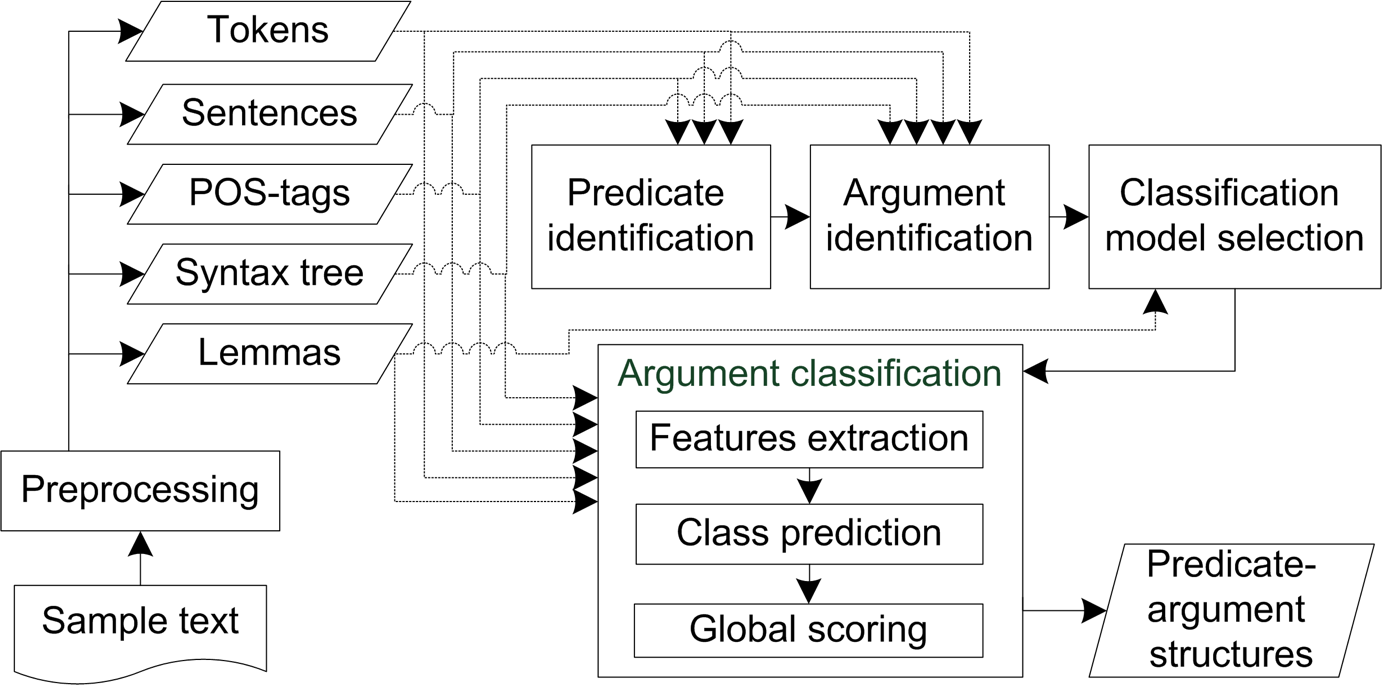 Tokens
Sentences
POS-tags
Syntax tree
Lemmas
Preprocessing
Sample text
Predicate
identification
Argument
identification
Classification
model selection
Argument classification
Features extraction
Class prediction
Global scoring
Predicate-
argument
structures